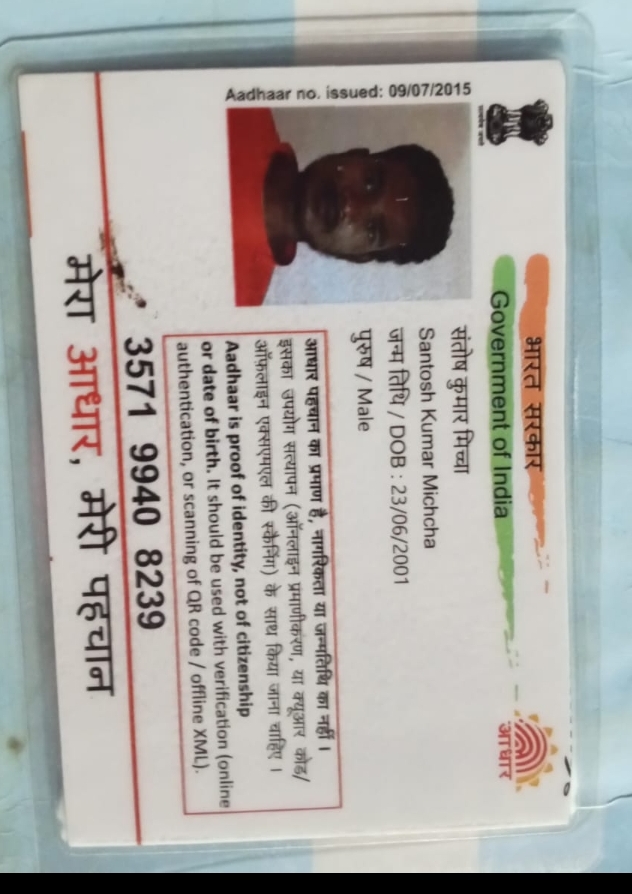 भारत सरकार
Government of India
Aadhaar no. issued: 09/07/2015
संतोष कुमार मिच्चा
Santosh Kumar Michcha
जन्म तिथि / DOB : 23/06/2001
पुरुष / Male
आधार पहचान का प्रमाण है, नागरिकता या जन्मतिथि का नहीं ।
इसका उपयोग सत्यापन (ऑनलाइन प्रमाणीकरण, या क्यूआर कोड/
ऑफ़लाइन एक्सएमएल की स्कैनिंग) के साथ किया जाना चाहिए ।
Aadhaar is proof of identity, not of citizenship
or date of birth. It should be used with verification (online
authentication, or scanning of QR code / offline XML).
3571 9940 8239
मेरा आधार, मेरी पहचान
आधार